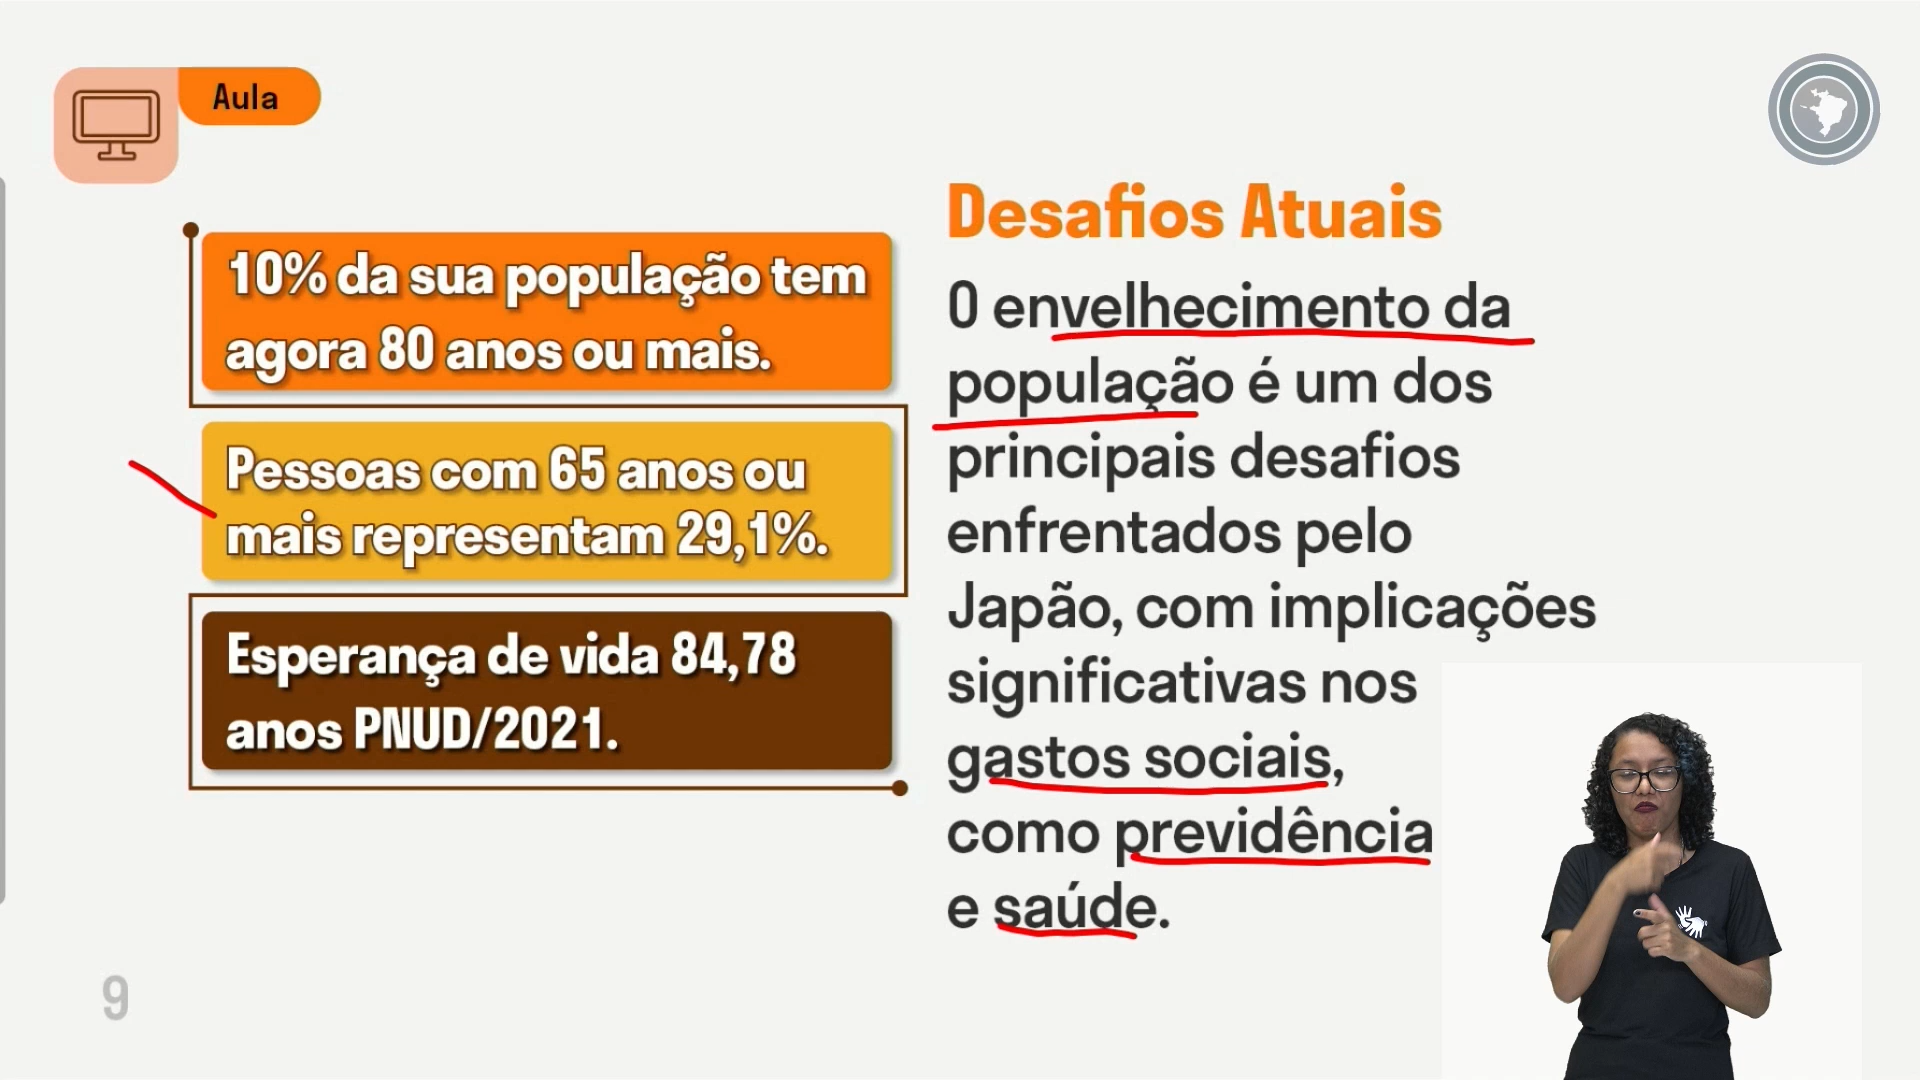 Aula
10% da sua população tem
agora 80 anos ou mais.
Pessoas com 65 anos ou
mais representam 29,1%.
Esperança de vida 84,78
anos PNUD/2021.
Desafios Atuais
O envelhecimento da
população é um dos
principais desafios
enfrentados pelo
Japão, com implicações
significativas nos
gastos sociais,
como previdência
e saúde.
9